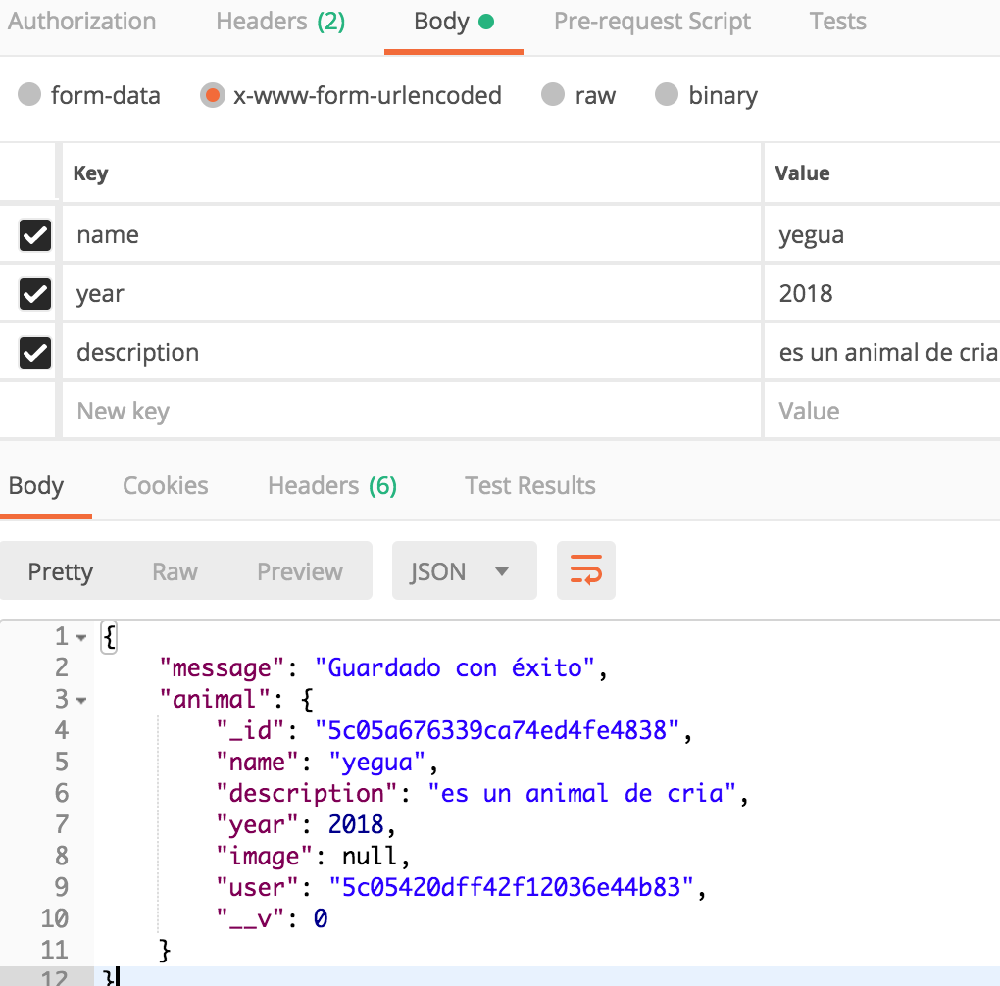 Authorization Headers (2) Body Pre-request Script Tests
form-data x-www-form-urlencoded raw binary
Key Value
name yegua
year 2018
description es un animal de cria
New key Value
Body Cookies Headers (6) Test Results
Pretty Raw Preview JSON
1 {
2 "message": "Guardado con éxito",
3 "animal": {
4 "_id": "5c05a676339ca74ed4fe4838",
5 "name": "yegua",
6 "description": "es un animal de cria",
7 "year": 2018,
8 "image": null,
9 "user": "5c05420dff42f12036e44b83",
10 "__v": 0
11 }
12 }